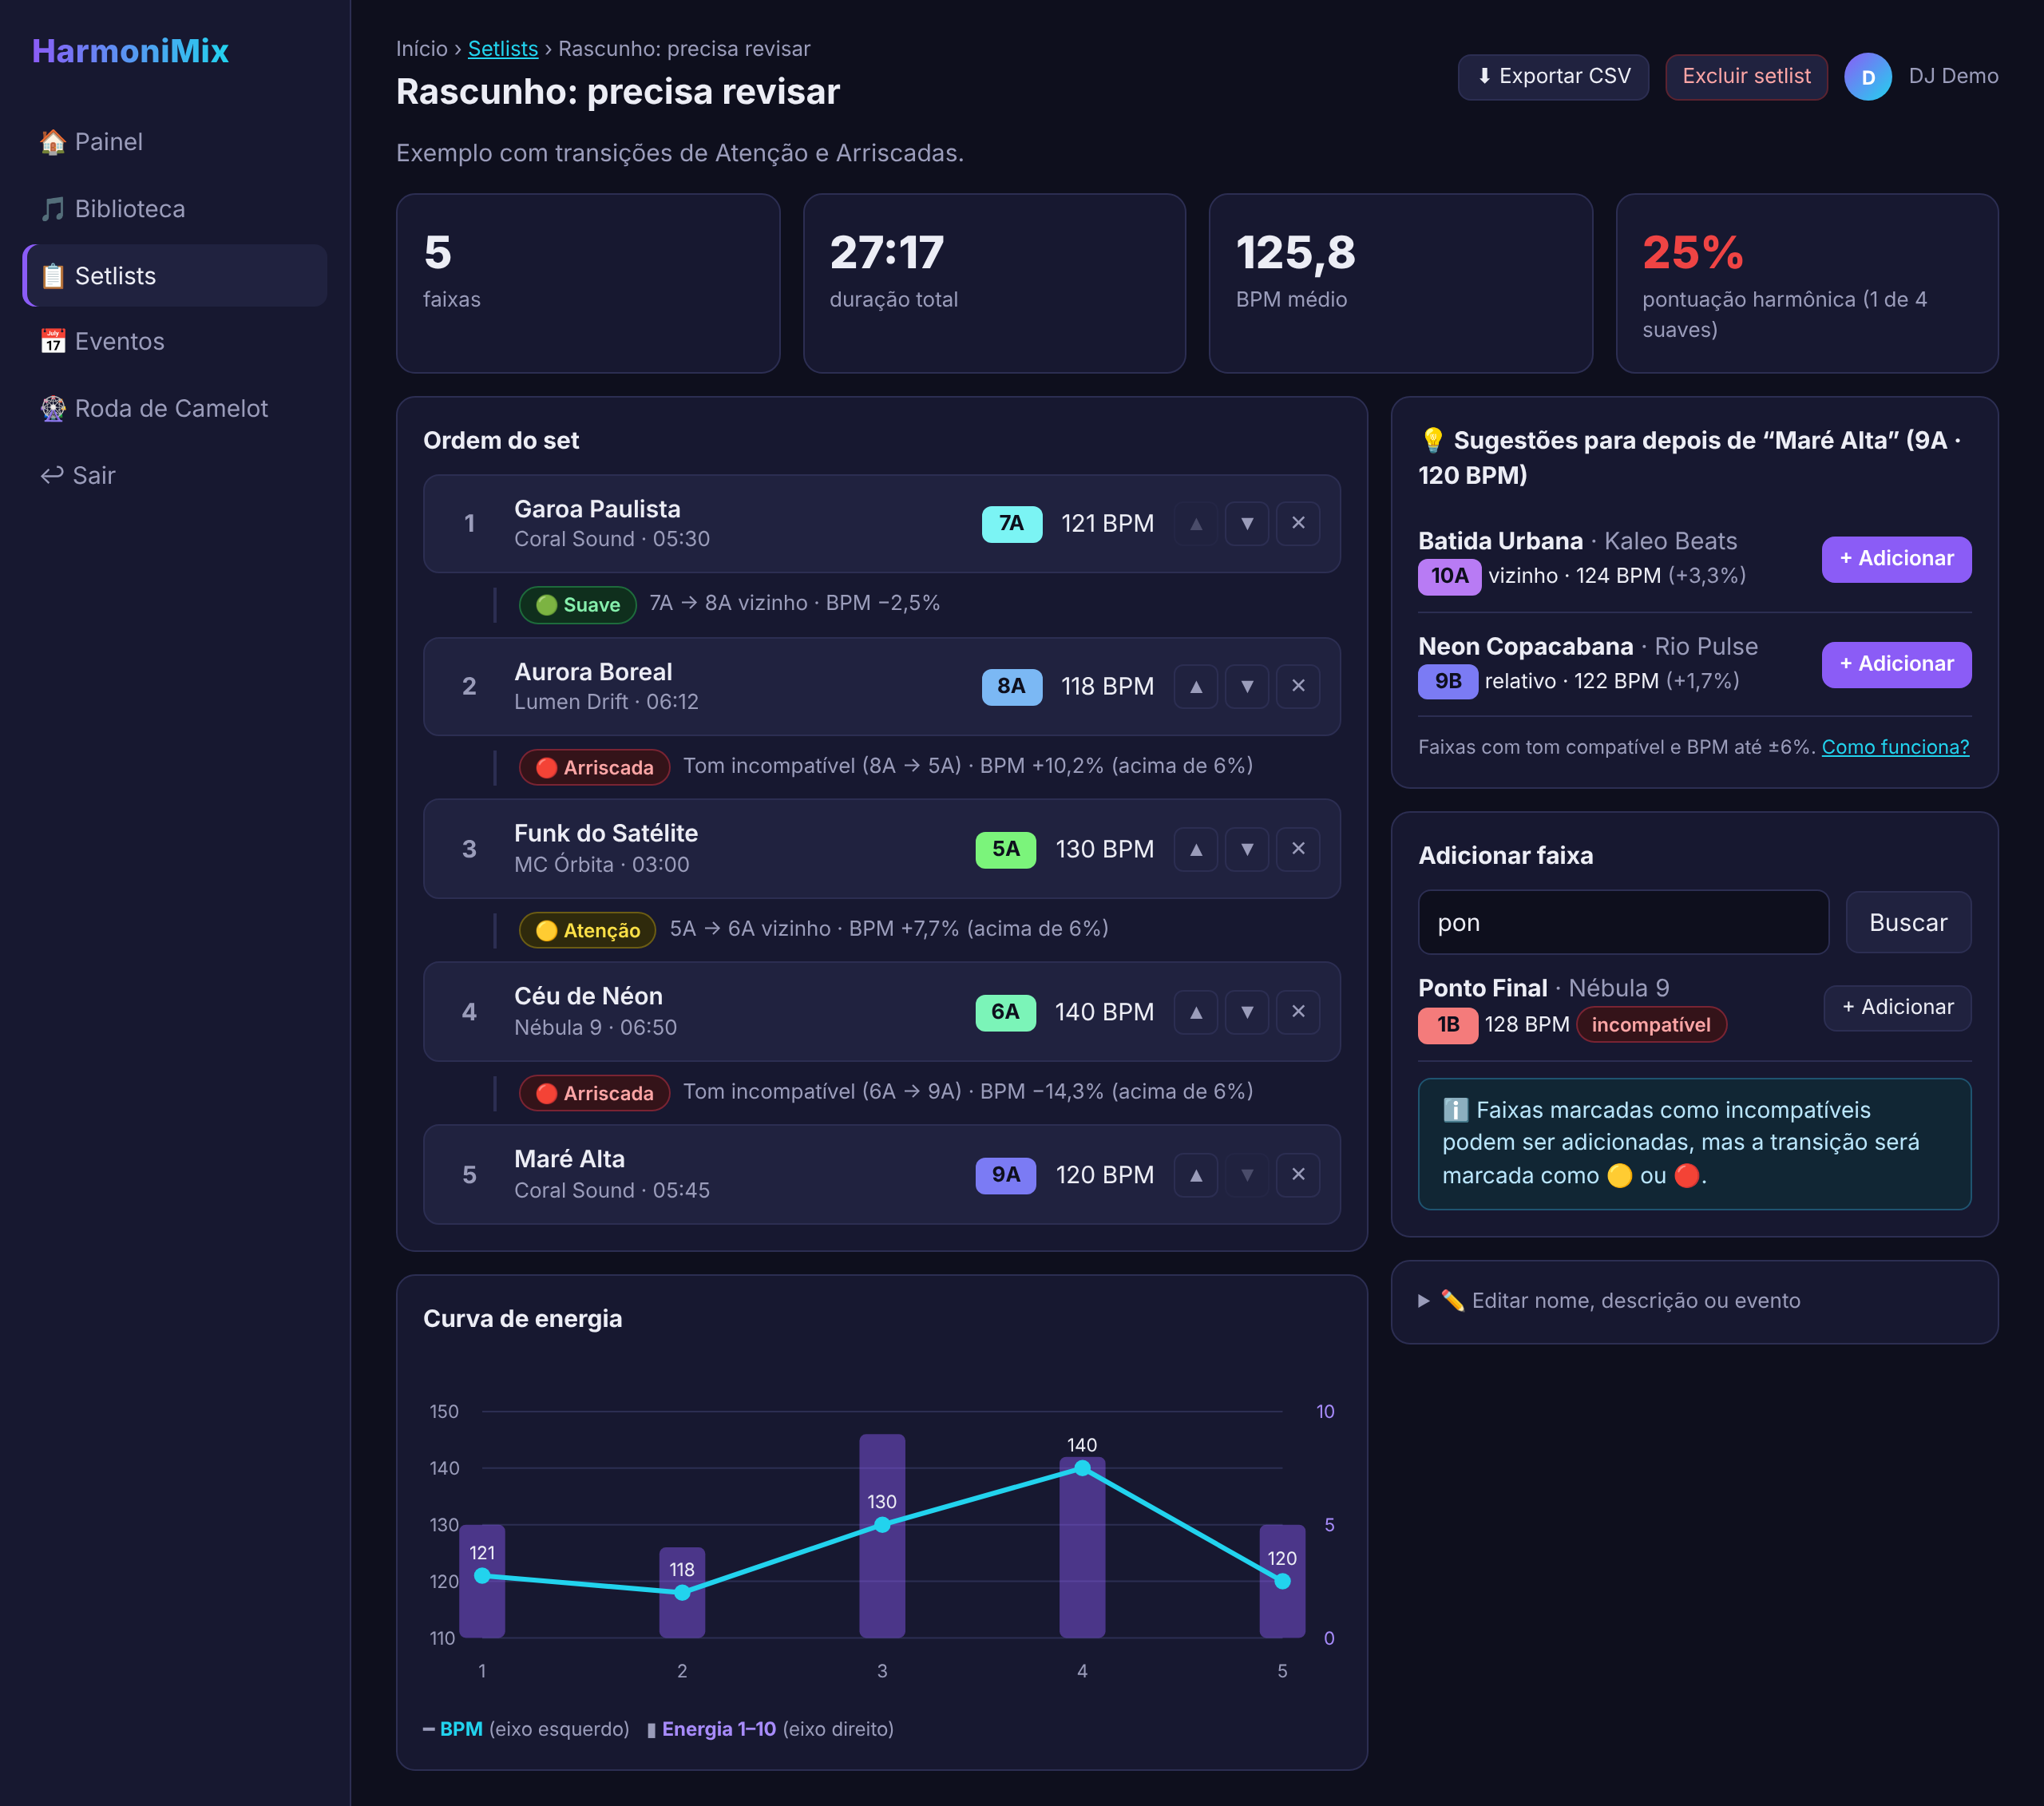 HarmoniMix
🏠 Painel
🎵 Biblioteca
📋 Setlists
📅 Eventos
🎡 Roda de Camelot
↩ Sair
Início › Setlists › Rascunho: precisa revisar
Rascunho: precisa revisar
⬇ Exportar CSV
Excluir setlist
D
DJ Demo
Exemplo com transições de Atenção e Arriscadas.
5
faixas
27:17
duração total
125,8
BPM médio
25%
pontuação harmônica (1 de 4
suaves)
Ordem do set
1
Garoa Paulista
Coral Sound · 05:30
7A
121 BPM
▲ ▼ ✕
🟢 Suave 7A → 8A vizinho · BPM −2,5%
2
Aurora Boreal
Lumen Drift · 06:12
8A
118 BPM
▲ ▼ ✕
🔴 Arriscada Tom incompatível (8A → 5A) · BPM +10,2% (acima de 6%)
3
Funk do Satélite
MC Órbita · 03:00
5A
130 BPM
▲ ▼ ✕
🟡 Atenção 5A → 6A vizinho · BPM +7,7% (acima de 6%)
4
Céu de Néon
Nébula 9 · 06:50
6A
140 BPM
▲ ▼ ✕
🔴 Arriscada Tom incompatível (6A → 9A) · BPM −14,3% (acima de 6%)
5
Maré Alta
Coral Sound · 05:45
9A
120 BPM
▲ ▼ ✕
Curva de energia
150
140
130
120
110
10
5
0
121
118
130
140
120
1
2
3
4
5
━ BPM (eixo esquerdo) ▮ Energia 1–10 (eixo direito)
💡 Sugestões para depois de “Maré Alta” (9A ·
120 BPM)
Batida Urbana · Kaleo Beats
10A vizinho · 124 BPM (+3,3%)
+ Adicionar
Neon Copacabana · Rio Pulse
9B relativo · 122 BPM (+1,7%)
+ Adicionar
Faixas com tom compatível e BPM até ±6%. Como funciona?
Adicionar faixa
pon
Buscar
Ponto Final · Nébula 9
1B 128 BPM incompatível
+ Adicionar
ℹ️ Faixas marcadas como incompatíveis
podem ser adicionadas, mas a transição será
marcada como 🟡 ou 🔴.
▶ ✏️ Editar nome, descrição ou evento